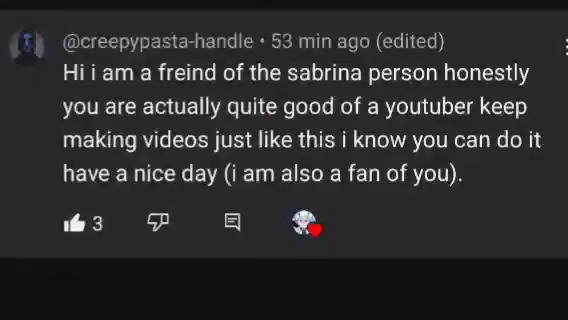 @creepypasta-handle • 53 min ago (edited)
Hi i am a freind of the sabrina person honestly
you are actually quite good of a youtuber keep
making videos just like this i know you can do it
have a nice day (i am also a fan of you).
3